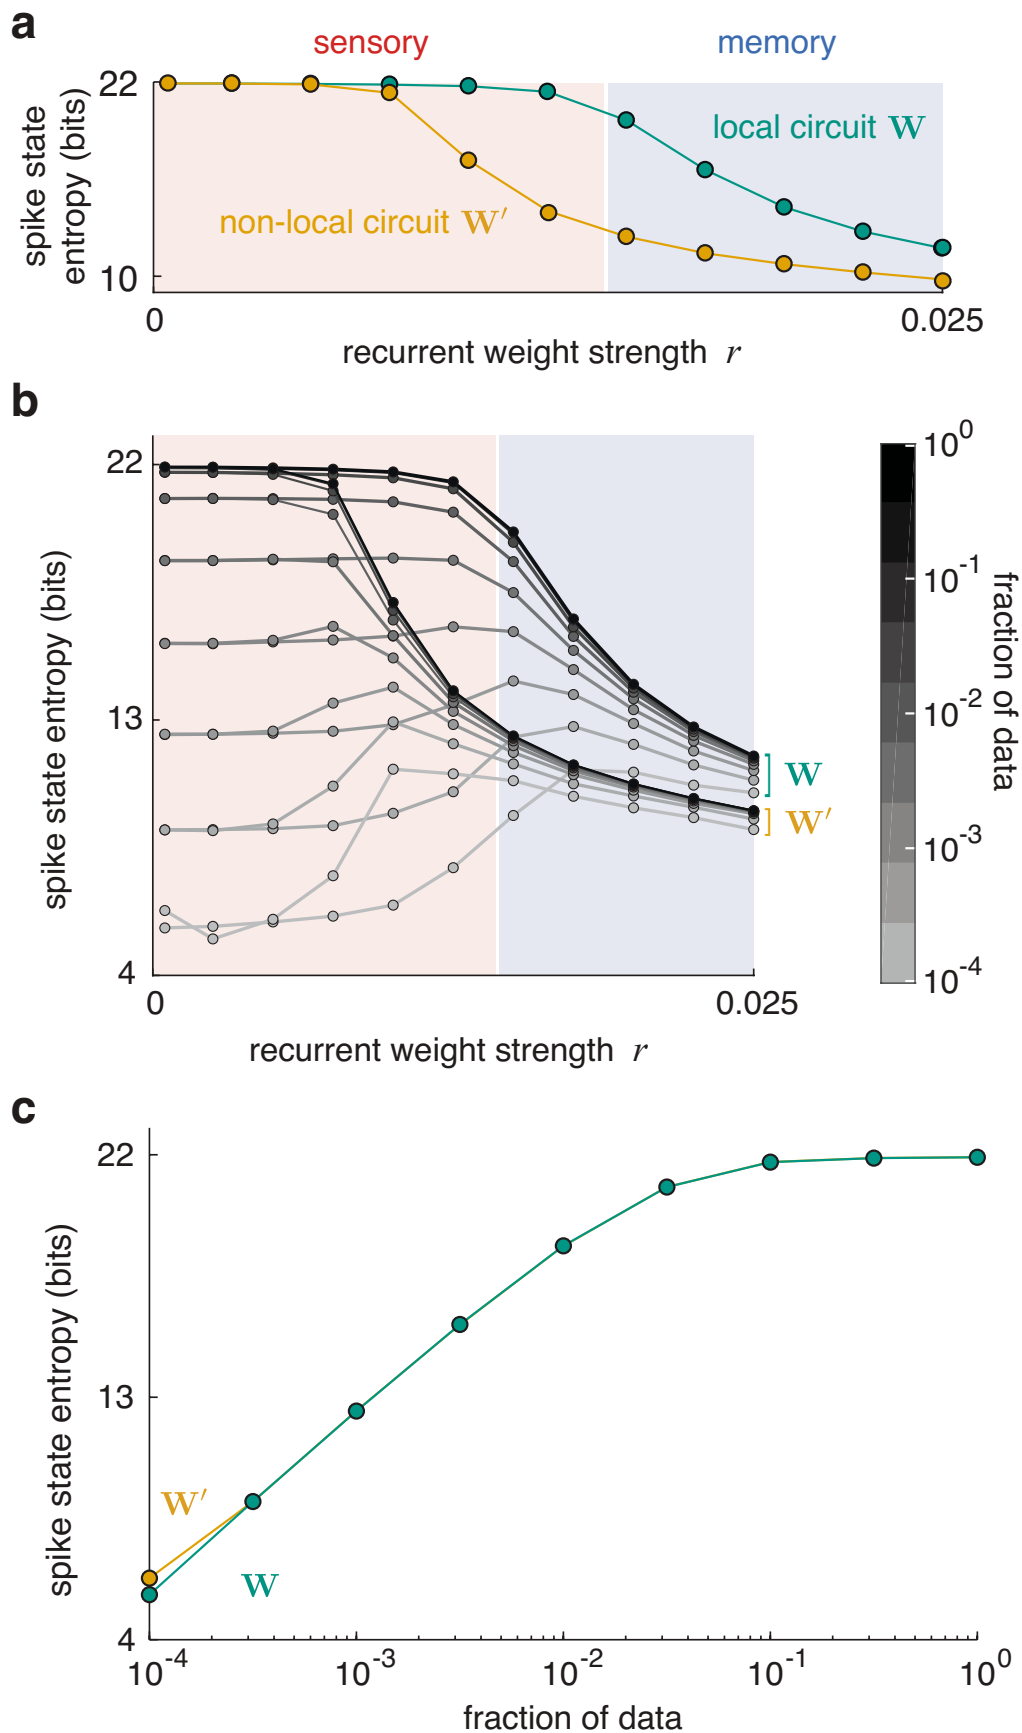 a
sensory
memory
spike state
entropy (bits)
22
10
local circuit W
non-local circuit W′
0
0.025
recurrent weight strength r
b
spike state entropy (bits)
22
13
4
W
W′
0
0.025
recurrent weight strength r
10^0
10^-1
10^-2
10^-3
10^-4
fraction of data
c
spike state entropy (bits)
22
13
4
W′
W
10^-4
10^-3
10^-2
10^-1
10^0
fraction of data